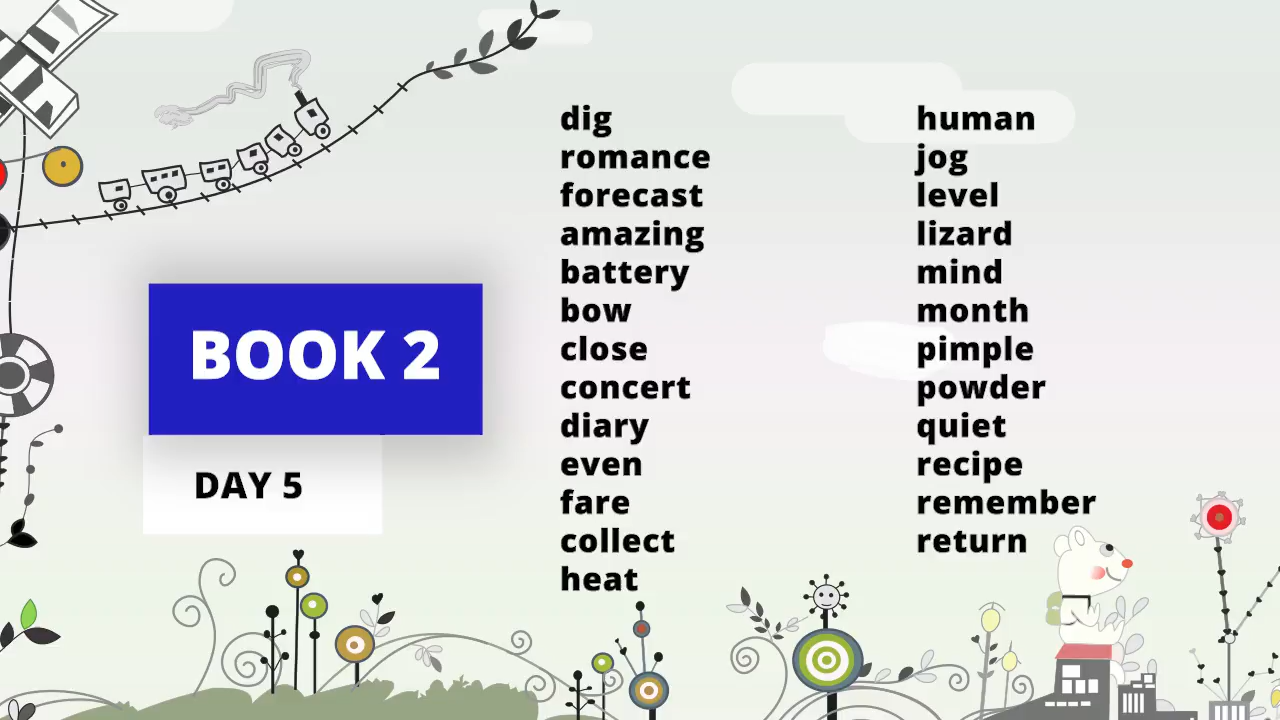 BOOK 2
DAY 5
dig
romance
forecast
amazing
battery
bow
close
concert
diary
even
fare
collect
heat
human
jog
level
lizard
mind
month
pimple
powder
quiet
recipe
remember
return